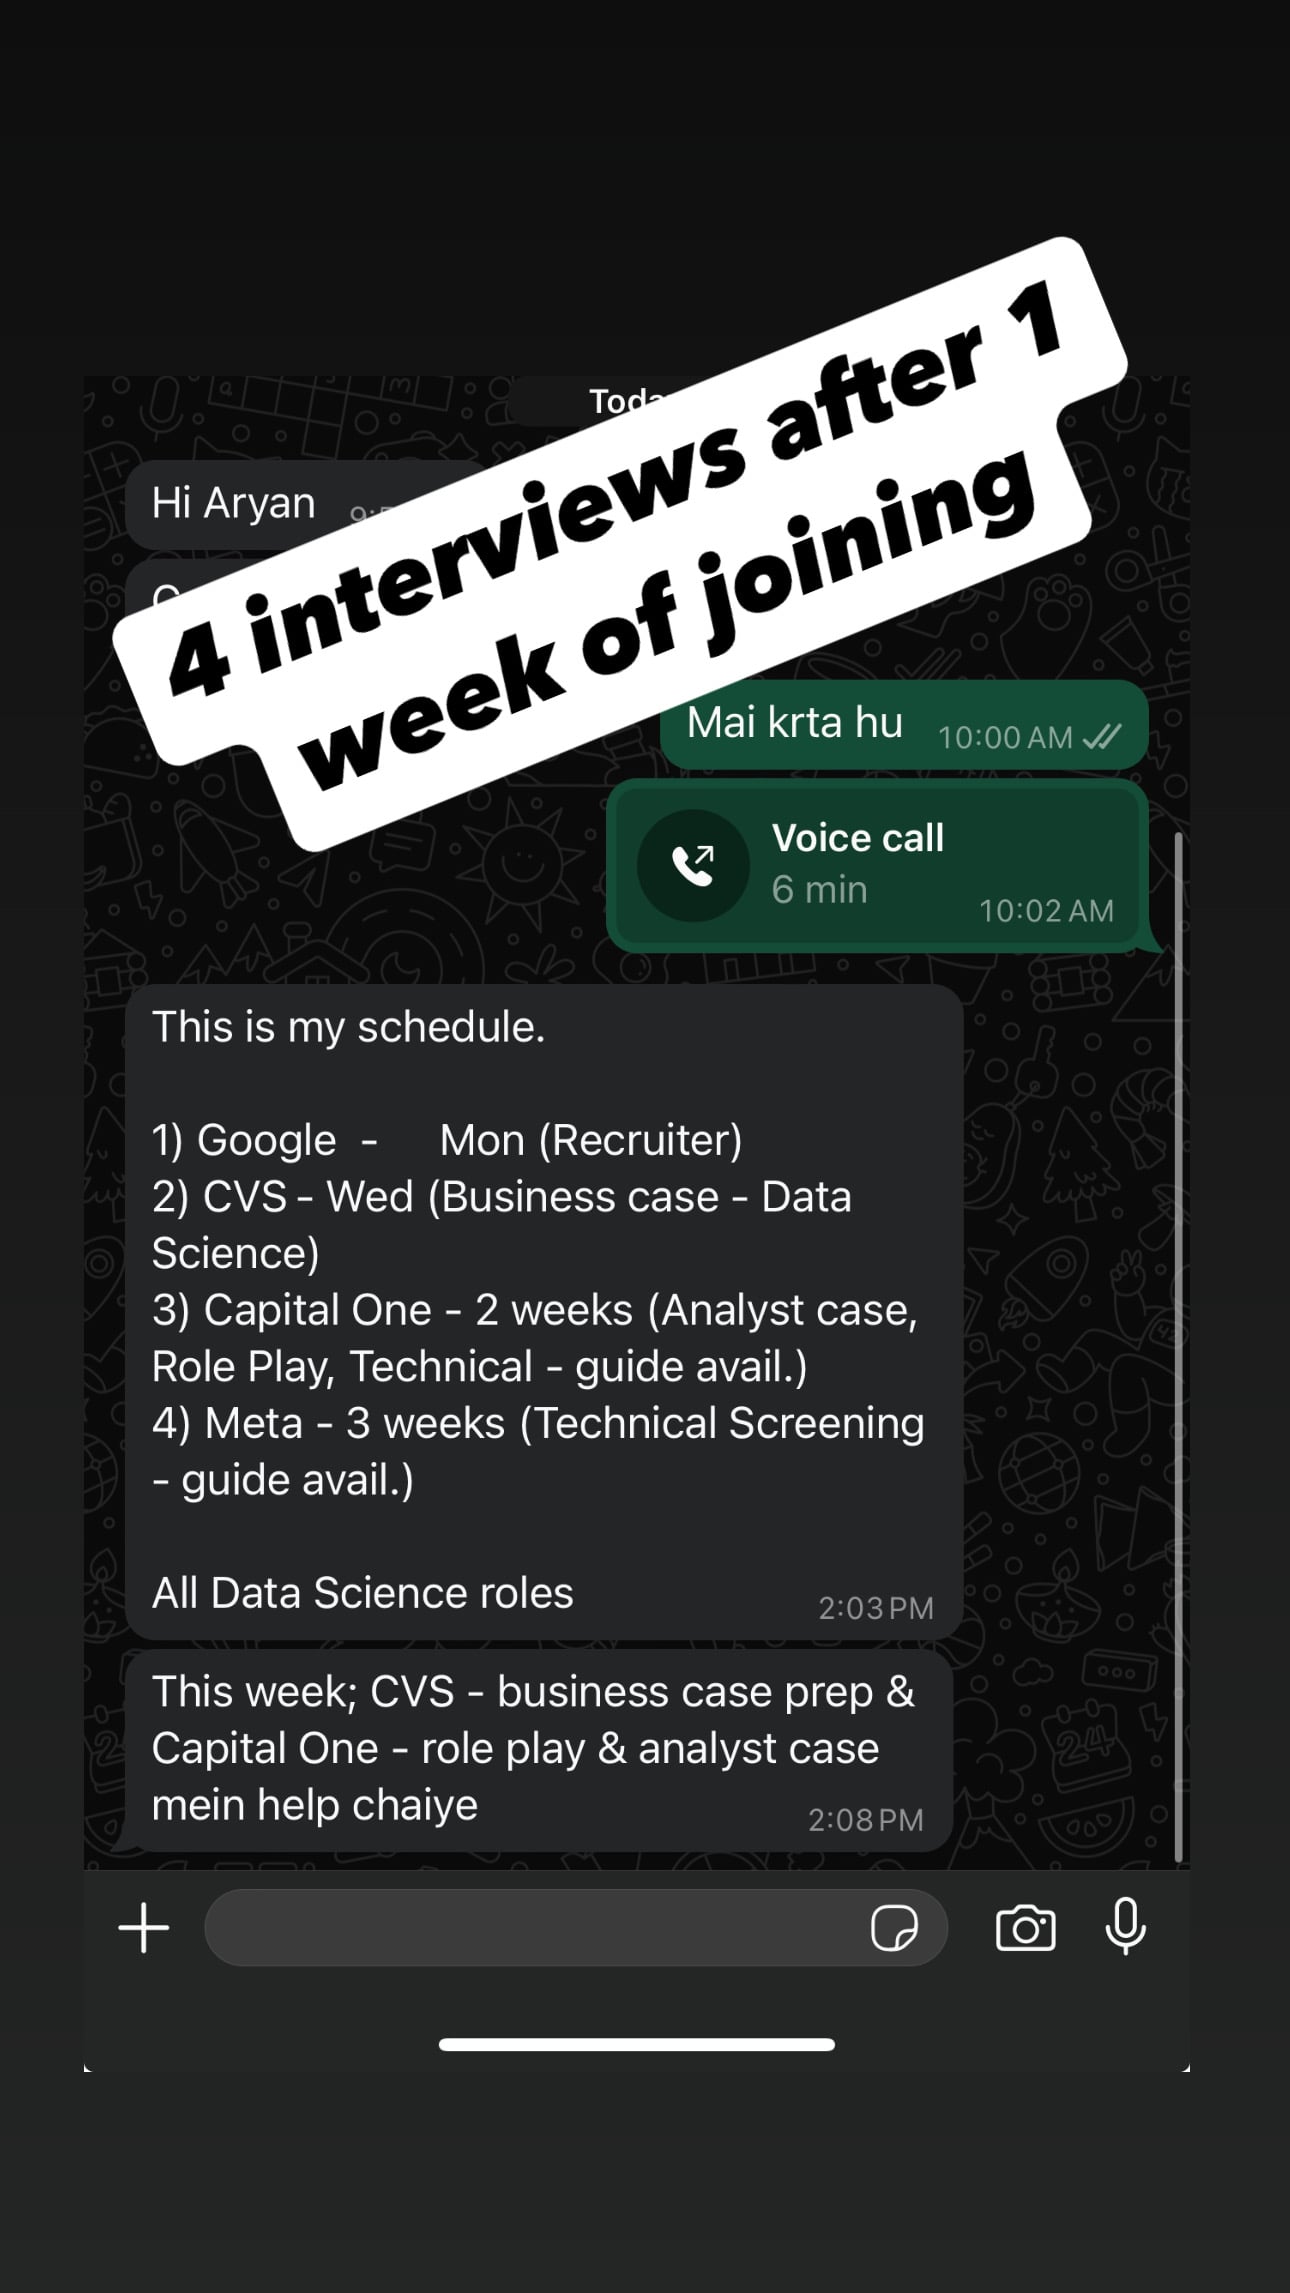 4 interviews after 1
week of joining
Hi Aryan
Mai krta hu 10:00 AM
Voice call
6 min
10:02 AM
This is my schedule.
1) Google - Mon (Recruiter)
2) CVS - Wed (Business case - Data
Science)
3) Capital One - 2 weeks (Analyst case,
Role Play, Technical - guide avail.)
4) Meta - 3 weeks (Technical Screening
- guide avail.)
All Data Science roles
2:03 PM
This week; CVS - business case prep &
Capital One - role play & analyst case
mein help chaiye
2:08 PM